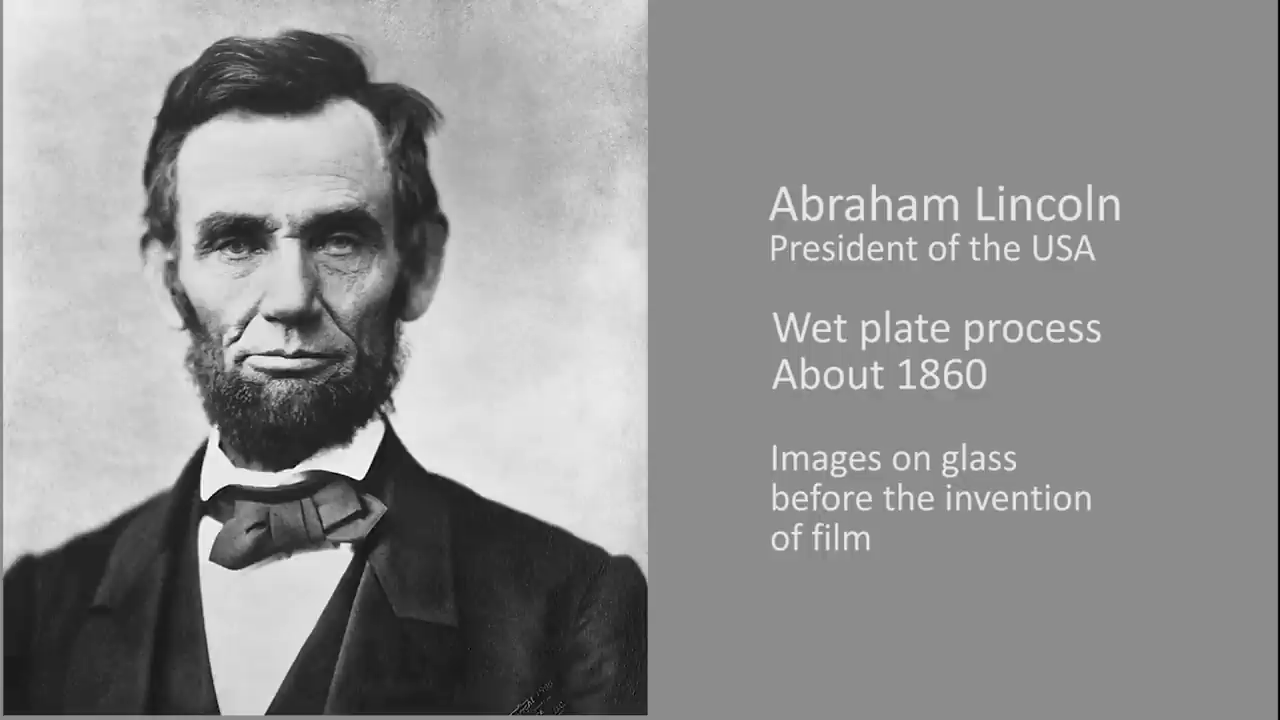 Abraham Lincoln
President of the USA
Wet plate process
About 1860
Images on glass
before the invention
of film